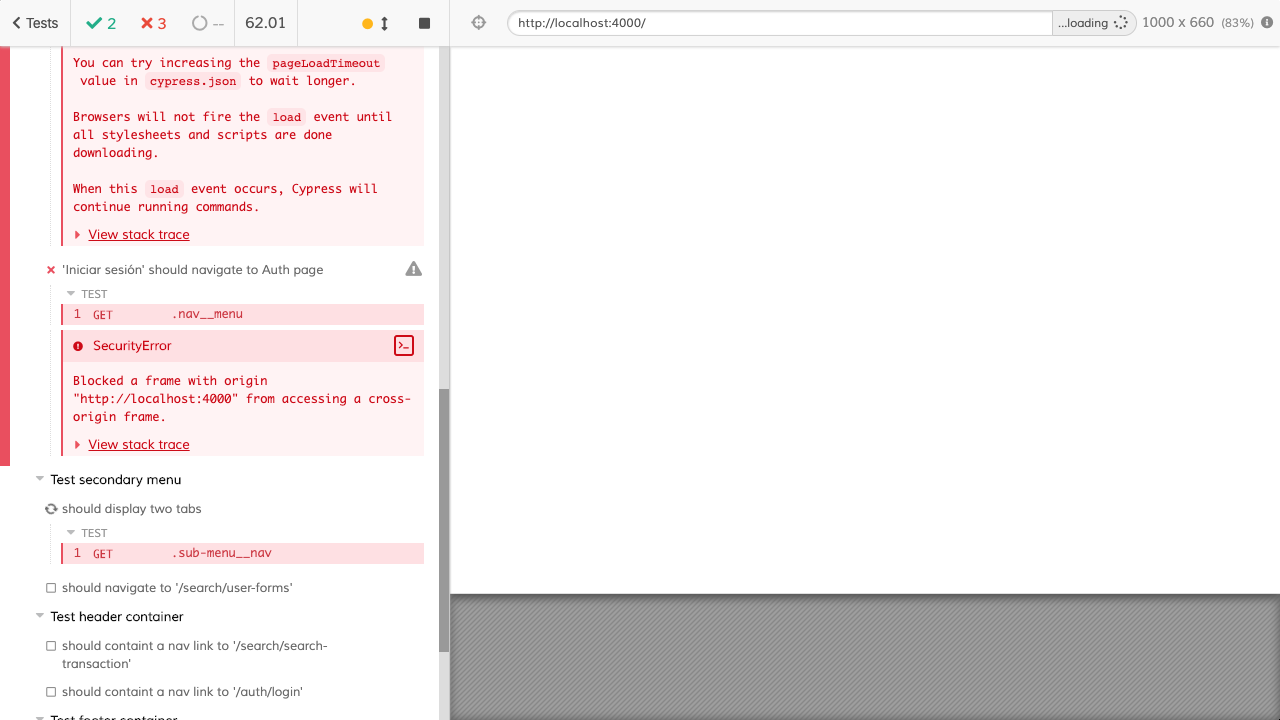 Tests 2 3 -- 62.01 http://localhost:4000/ ...loading 1000 x 660 (83%)
You can try increasing the pageLoadTimeout
value in cypress.json to wait longer.
Browsers will not fire the load event until
all stylesheets and scripts are done
downloading.
When this load event occurs, Cypress will
continue running commands.
View stack trace
'Iniciar sesión' should navigate to Auth page
TEST
1 GET .nav__menu
SecurityError
Blocked a frame with origin
"http://localhost:4000" from accessing a cross-
origin frame.
View stack trace
Test secondary menu
should display two tabs
TEST
1 GET .sub-menu__nav
should navigate to '/search/user-forms'
Test header container
should containt a nav link to '/search/search-
transaction'
should containt a nav link to '/auth/login'
Test footer container